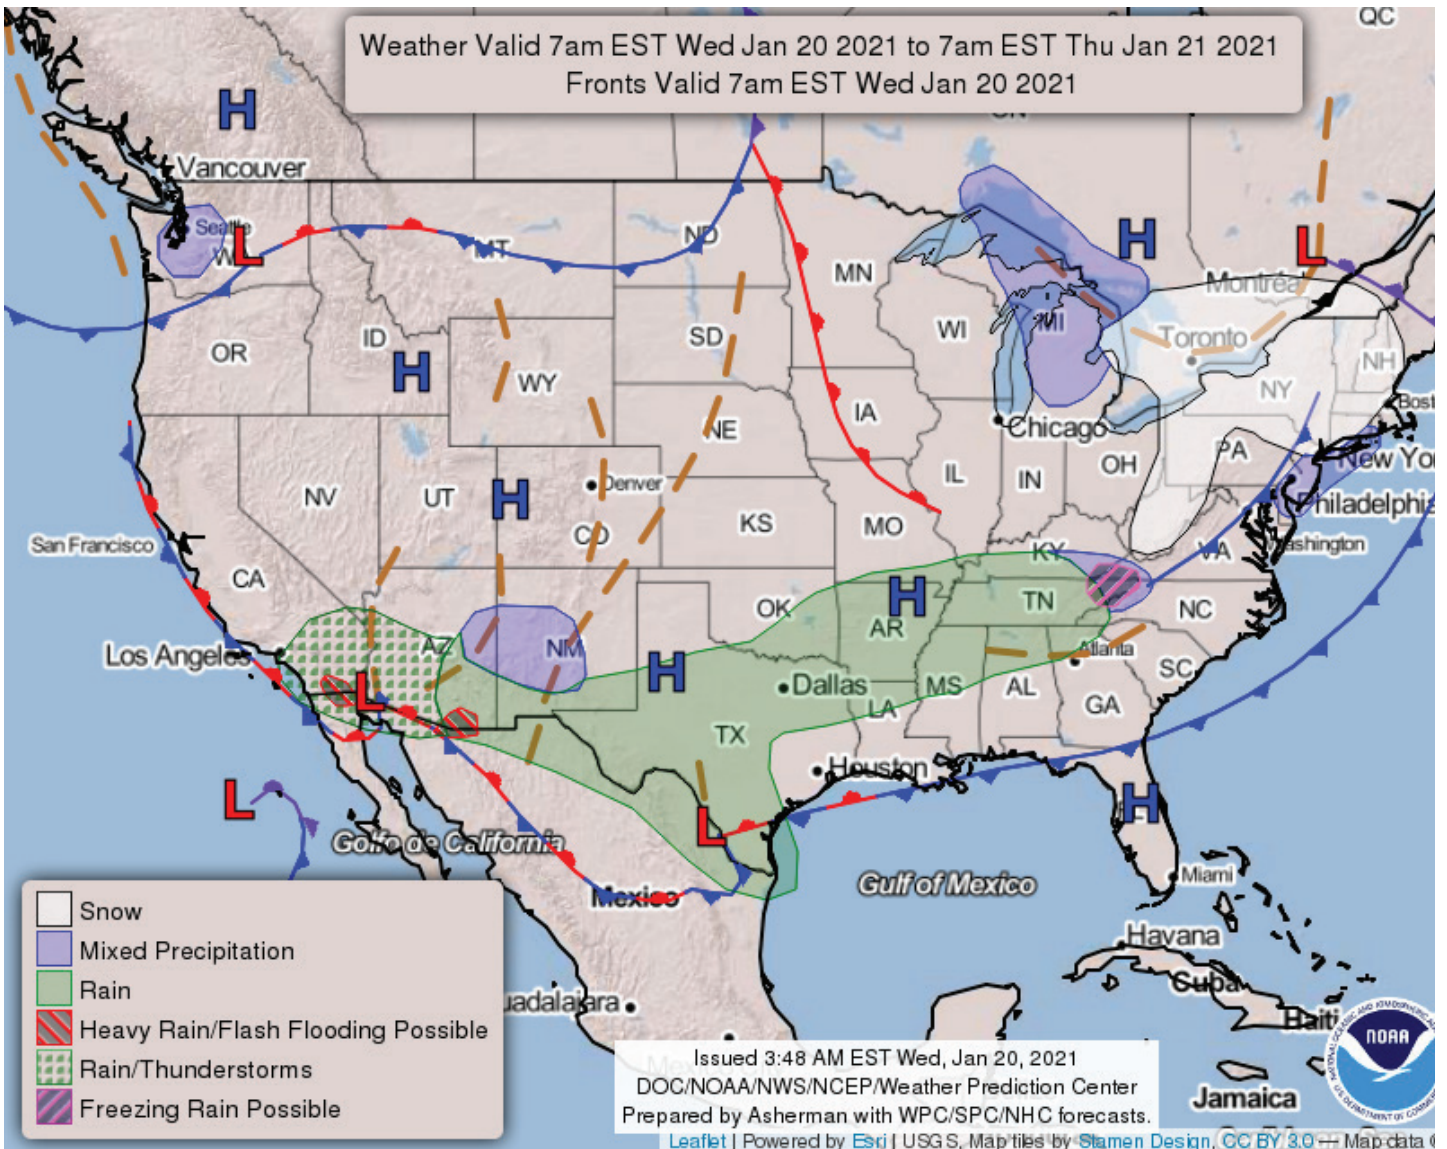 Weather Valid 7am EST Wed Jan 20 2021 to 7am EST Thu Jan 21 2021
Fronts Valid 7am EST Wed Jan 20 2021
QC
ON
H
Vancouver
Seattle
L
MT
ND
MN
H
L
Montréal
OR
ID
H
WY
SD
WI
MI
Toronto
NY
NH
NE
IA
Chicago
PA
New Yor
NV
UT
H
Denver
CO
KS
MO
IL
IN
OH
Philadelphia
San Francisco
CA
KY
VA
Washington
Los Angeles
AZ
NM
OK
AR
H
TN
NC
Atlanta
SC
L
H
Dallas
LA
MS
AL
GA
TX
Houston
L
Golfo de California
L
H
Mexico
Gulf of Mexico
Miami
Havana
Cuba
Haiti
Jamaica
uadalajara
Snow
Mixed Precipitation
Rain
Heavy Rain/Flash Flooding Possible
Rain/Thunderstorms
Freezing Rain Possible
NOAA
Issued 3:48 AM EST Wed, Jan 20, 2021
DOC/NOAA/NWS/NCEP/Weather Prediction Center
Prepared by Asherman with WPC/SPC/NHC forecasts.
Leaflet | Powered by Esri | USGS, Map tiles by Stamen Design, CC BY 3.0 — Map data ©